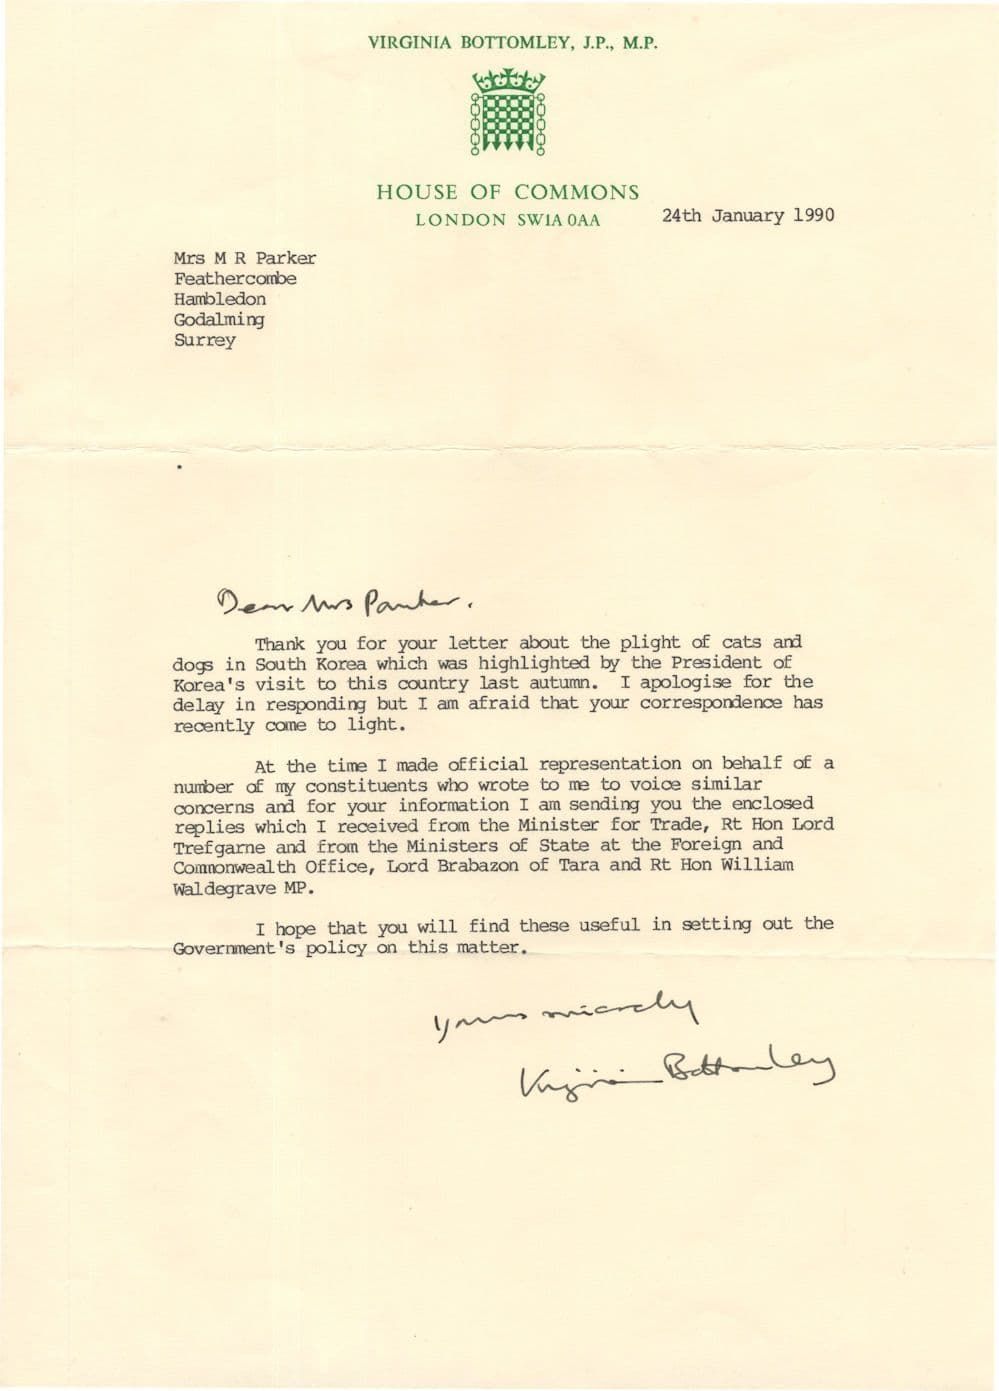 VIRGINIA BOTTOMLEY, J.P., M.P.
HOUSE OF COMMONS
LONDON SW1A 0AA
24th January 1990
Mrs M R Parker
Feathercombe
Hambledon
Godalming
Surrey
Dear Mrs Parker.
Thank you for your letter about the plight of cats and
dogs in South Korea which was highlighted by the President of
Korea's visit to this country last autumn. I apologise for the
delay in responding but I am afraid that your correspondence has
recently come to light.
At the time I made official representation on behalf of a
number of my constituents who wrote to me to voice similar
concerns and for your information I am sending you the enclosed
replies which I received from the Minister for Trade, Rt Hon Lord
Trefgarne and from the Ministers of State at the Foreign and
Commonwealth Office, Lord Brabazon of Tara and Rt Hon William
Waldegrave MP.
I hope that you will find these useful in setting out the
Government's policy on this matter.
Yours sincerely
Virginia Bottomley